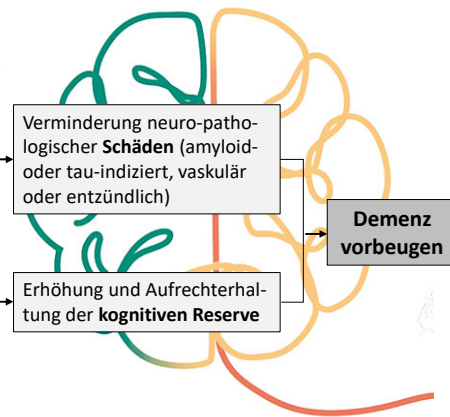 Verminderung neuro-patho-
logischer Schäden (amyloid-
oder tau-indiziert, vaskulär
oder entzündlich)
Demenz
vorbeugen
Erhöhung und Aufrechterhal-
tung der kognitiven Reserve